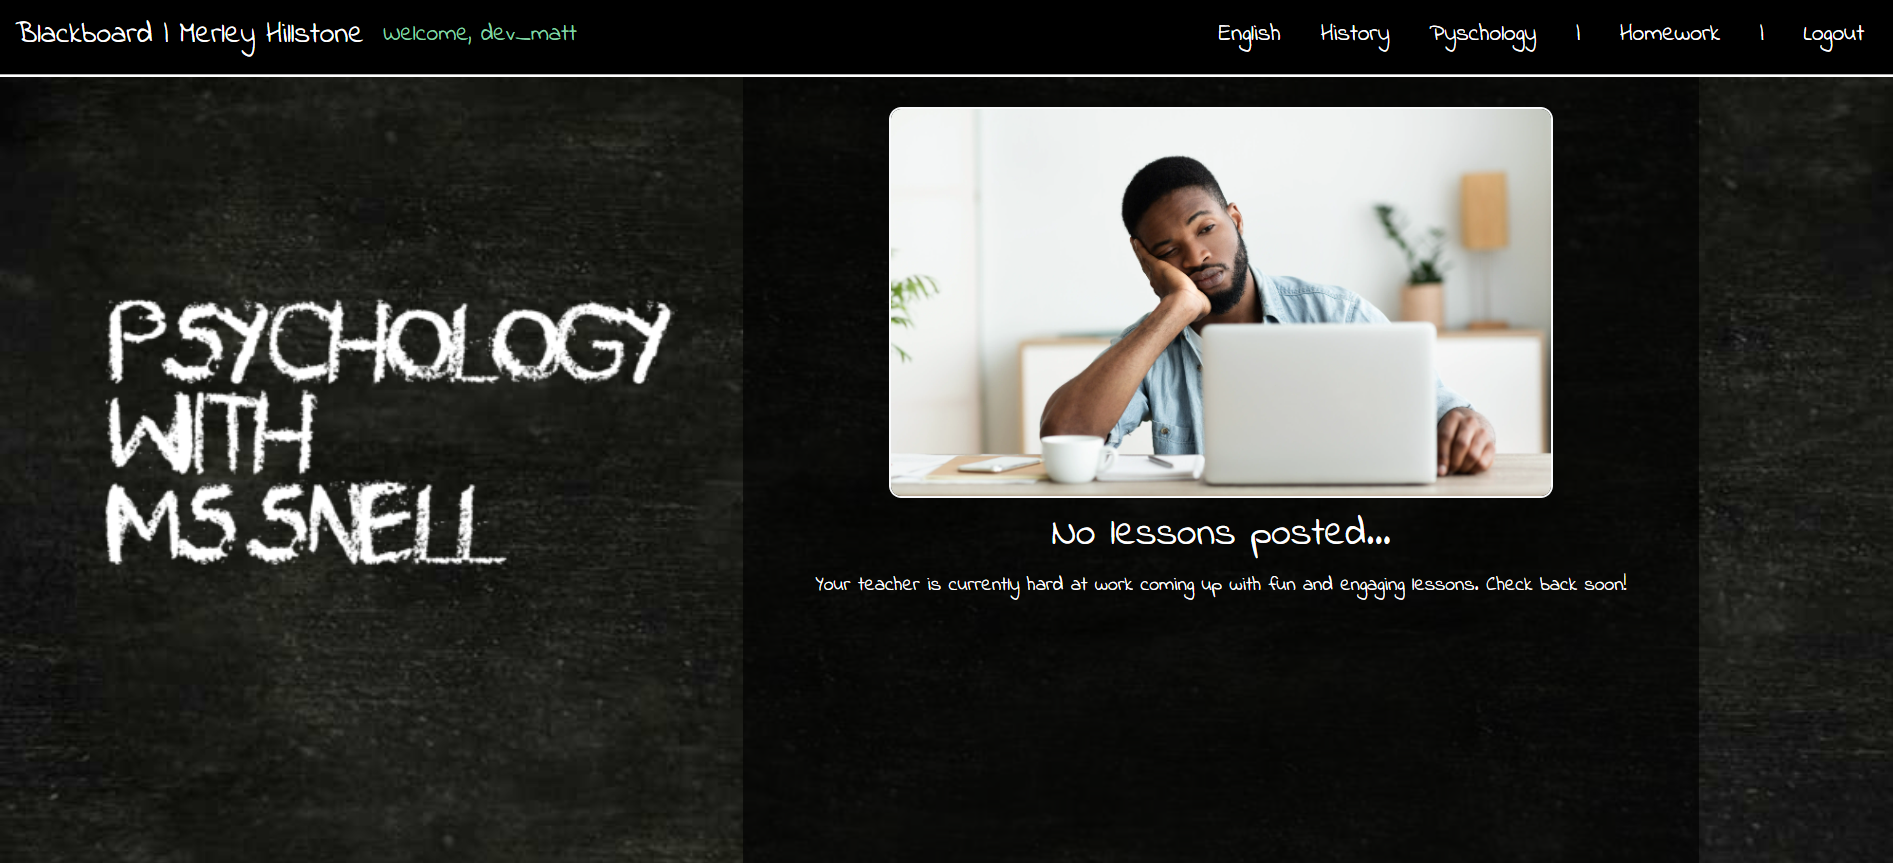 Blackboard | Merley Hillstone Welcome, dev_matt English History Pyschology | Homework | Logout
PSYCHOLOGY
WITH
MS SNELL
No lessons posted...
Your teacher is currently hard at work coming up with fun and engaging lessons. Check back soon!